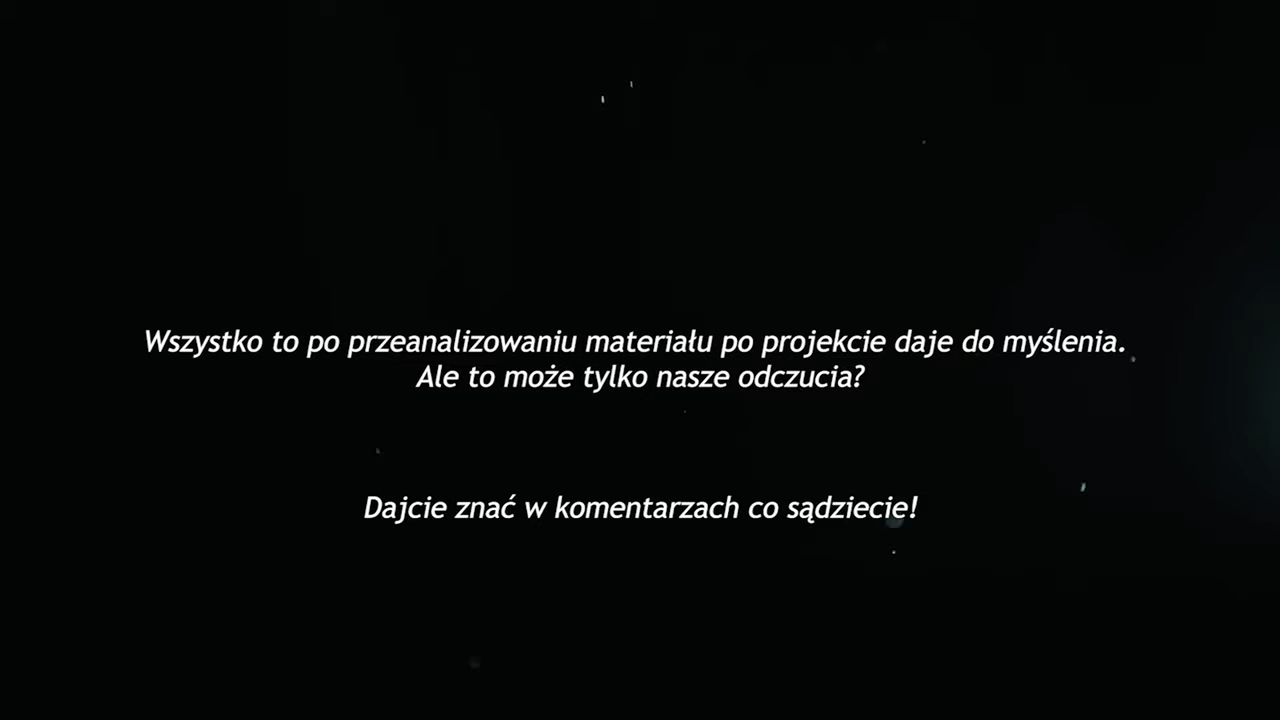 Wszystko to po przeanalizowaniu materiału po projekcie daje do myślenia.
Ale to może tylko nasze odczucia?
Dajcie znać w komentarzach co sądziecie!